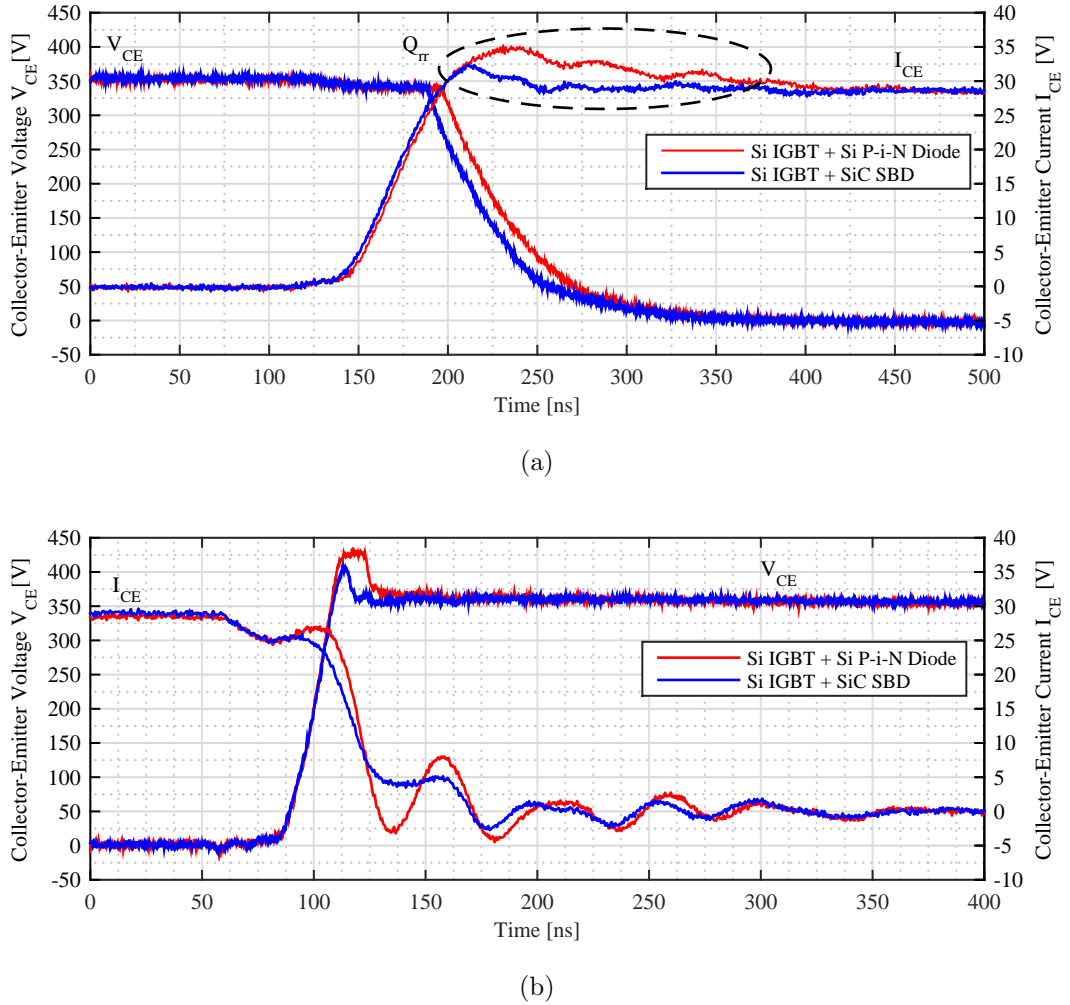 V_CE
Q_rr
I_CE
Collector-Emitter Voltage V_CE [V]
450
400
350
300
250
200
150
100
50
0
-50
40
35
30
25
20
15
10
5
0
-5
-10
Collector-Emitter Current I_CE [V]
Si IGBT + Si P-i-N Diode
Si IGBT + SiC SBD
0 50 100 150 200 250 300 350 400 450 500
Time [ns]
(a)
I_CE
V_CE
Collector-Emitter Voltage V_CE [V]
450
400
350
300
250
200
150
100
50
0
-50
40
35
30
25
20
15
10
5
0
-5
-10
Collector-Emitter Current I_CE [V]
Si IGBT + Si P-i-N Diode
Si IGBT + SiC SBD
0 50 100 150 200 250 300 350 400
Time [ns]
(b)